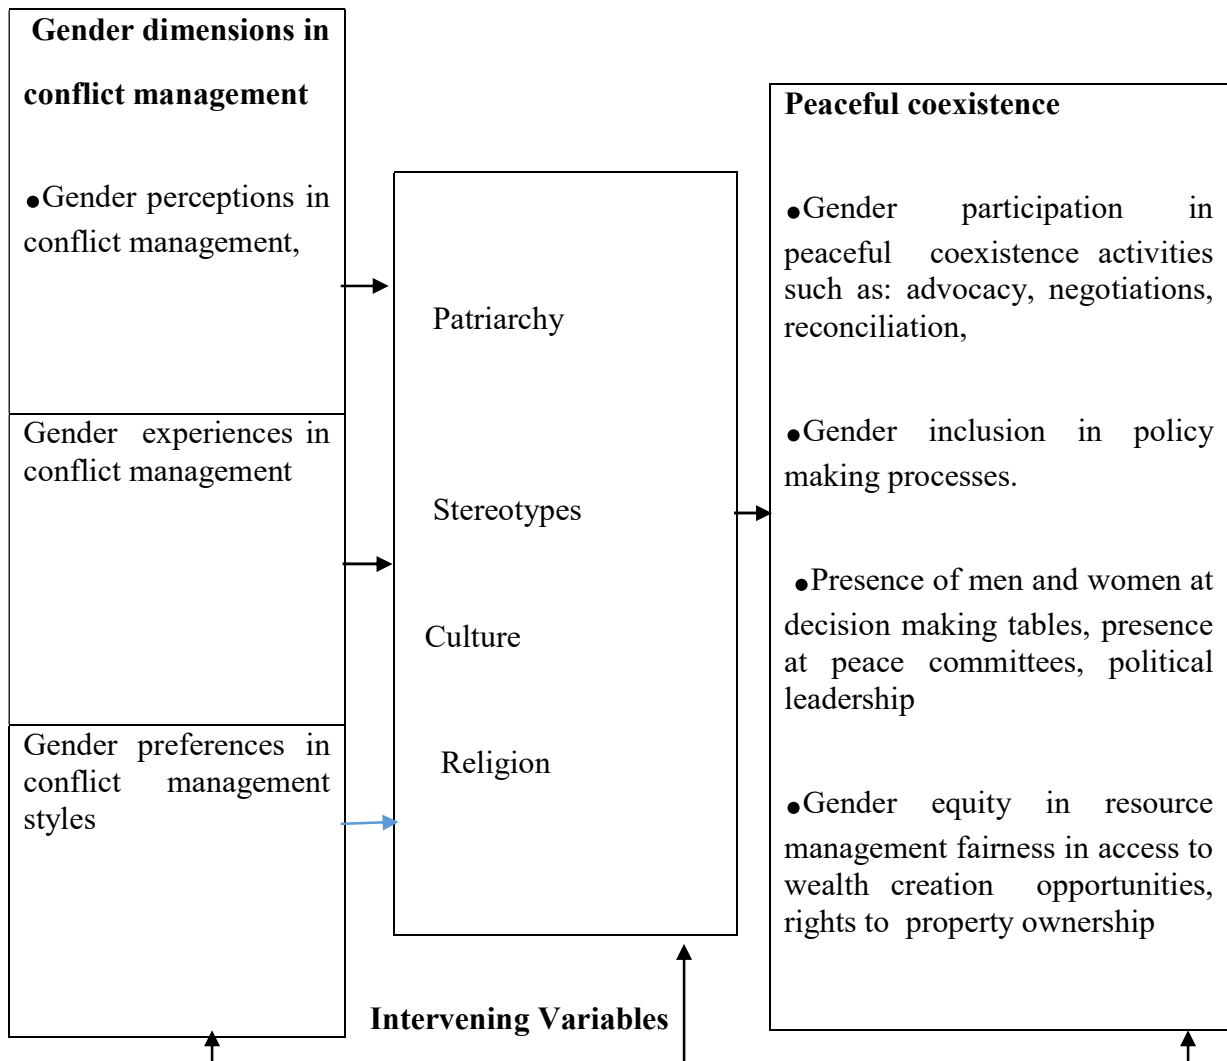 Gender dimensions in
conflict management
●Gender perceptions in
conflict management,
Gender experiences in
conflict management
Gender preferences in
conflict management
styles
Patriarchy
Stereotypes
Culture
Religion
Intervening Variables
Peaceful coexistence
●Gender participation in
peaceful coexistence activities
such as: advocacy, negotiations,
reconciliation,
●Gender inclusion in policy
making processes.
●Presence of men and women at
decision making tables, presence
at peace committees, political
leadership
●Gender equity in resource
management fairness in access to
wealth creation opportunities,
rights to property ownership